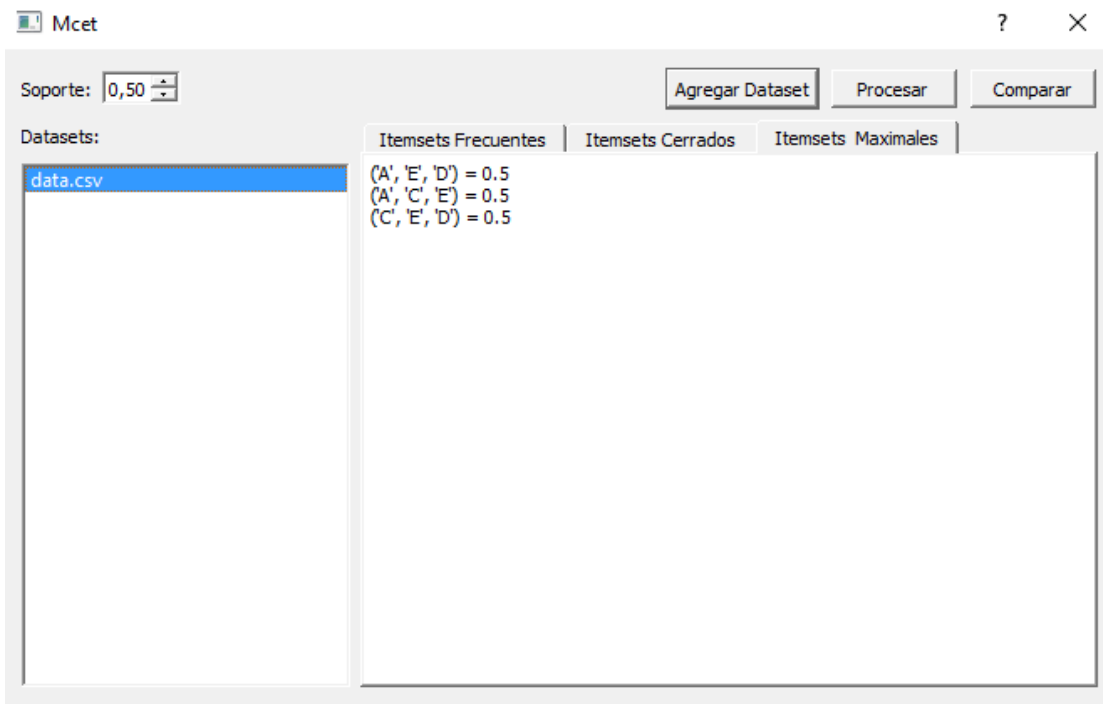 Mcet
Soporte: 0,50 Agregar Dataset Procesar Comparar
Datasets: Itemsets Frecuentes Itemsets Cerrados Itemsets Maximales
data.csv
('A', 'E', 'D') = 0.5
('A', 'C', 'E') = 0.5
('C', 'E', 'D') = 0.5